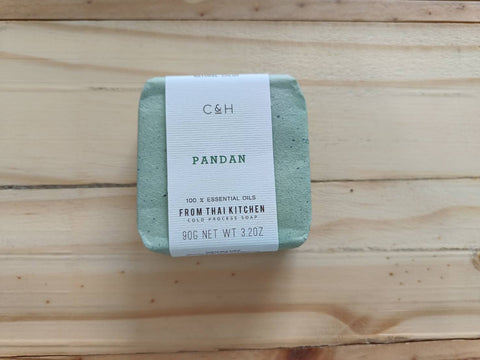 C&H
PANDAN
100 % ESSENTIAL OILS
FROM THAI KITCHEN
COLD PROCESS SOAP
90G NET WT 3.2OZ